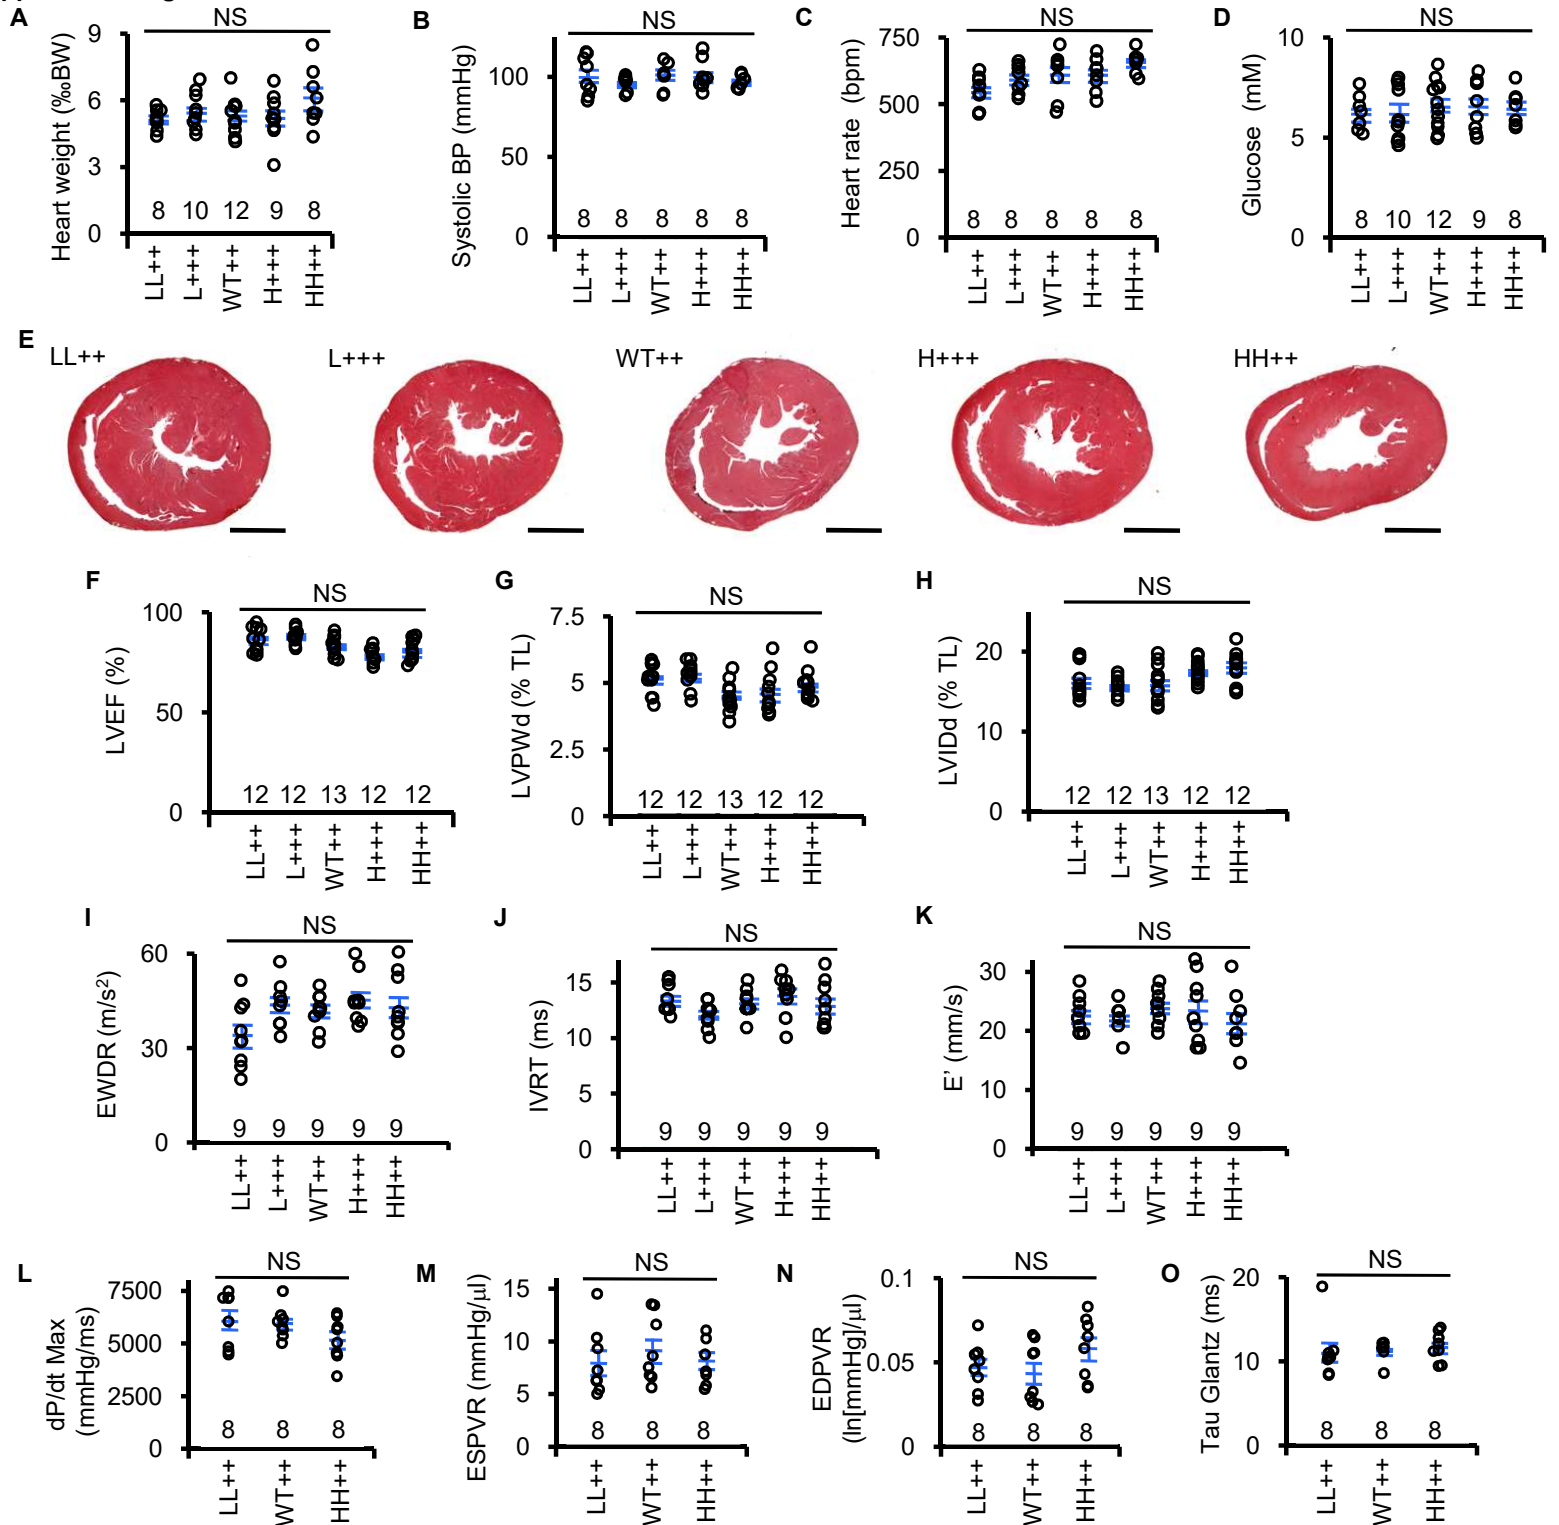 A
NS
Heart weight (‰BW)
9
6
3
0
8 10 12 9 8
LL++ L+++ WT++ H+++ HH++
B
NS
Systolic BP (mmHg)
100
50
0
8 8 8 8 8
LL++ L+++ WT++ H+++ HH++
C
NS
Heart rate (bpm)
750
500
250
0
8 8 8 8 8
LL++ L+++ WT++ H+++ HH++
D
NS
Glucose (mM)
10
5
0
8 10 12 9 8
LL++ L+++ WT++ H+++ HH++
E
LL++ L+++ WT++ H+++ HH++
F
NS
LVEF (%)
100
50
0
12 12 13 12 12
LL++ L+++ WT++ H+++ HH++
G
NS
LVPWd (% TL)
7.5
5
2.5
0
12 12 13 12 12
LL++ L+++ WT++ H+++ HH++
H
NS
LVIDd (% TL)
20
10
0
12 12 13 12 12
LL++ L+++ WT++ H+++ HH++
I
NS
EWDR (m/s²)
60
30
0
9 9 9 9 9
LL++ L+++ WT++ H+++ HH++
J
NS
IVRT (ms)
15
10
5
0
9 9 9 9 9
LL++ L+++ WT++ H+++ HH++
K
NS
E’ (mm/s)
30
20
10
0
9 9 9 9 9
LL++ L+++ WT++ H+++ HH++
L
NS
dP/dt Max
(mmHg/ms)
7500
5000
2500
0
8 8 8
LL++ WT++ HH++
M
NS
ESPVR (mmHg/µl)
15
10
5
0
8 8 8
LL++ WT++ HH++
N
NS
EDPVR
(ln[mmHg]/µl)
0.1
0.05
0
8 8 8
LL++ WT++ HH++
O
NS
Tau Glantz (ms)
20
10
0
8 8 8
LL++ WT++ HH++